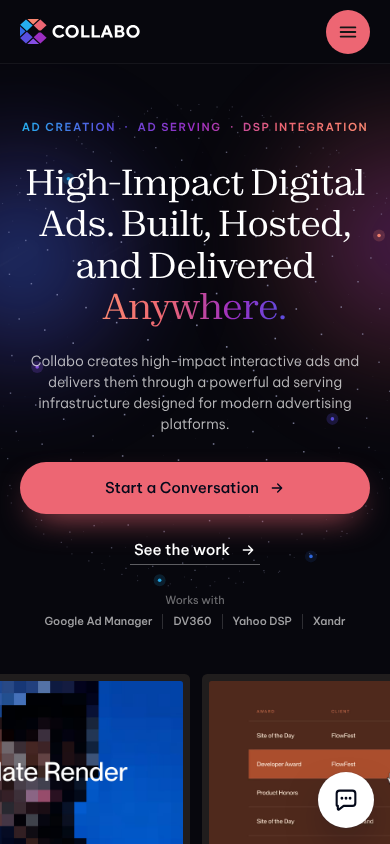 COLLABO
AD CREATION · AD SERVING · DSP INTEGRATION
High-Impact Digital
Ads. Built, Hosted,
and Delivered
Anywhere.
Collabo creates high-impact interactive ads and
delivers them through a powerful ad serving
infrastructure designed for modern advertising
platforms.
Start a Conversation →
See the work →
Works with
Google Ad Manager | DV360 | Yahoo DSP | Xandr
ate Render
AWARD CLIENT
Site of the Day FlowFest
Developer Award FlowFest
Product Honors
Site of the Day